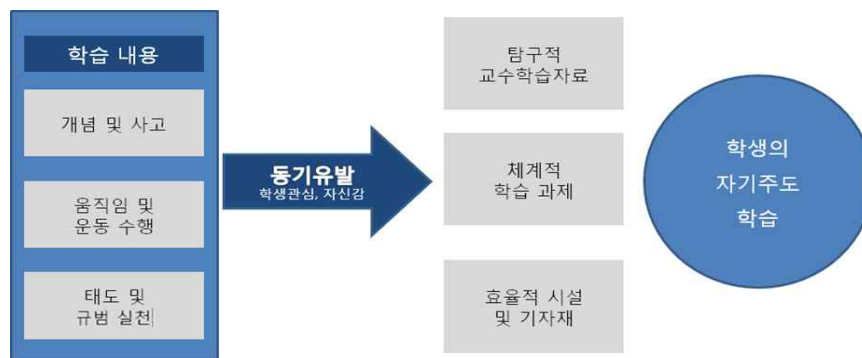 학습 내용
개념 및 사고
움직임 및
운동 수행
태도 및
규범 실천
동기유발
학생관심, 자신감
탐구적
교수학습자료
체계적
학습 과제
효율적 시설
및 기자재
학생의
자기주도
학습